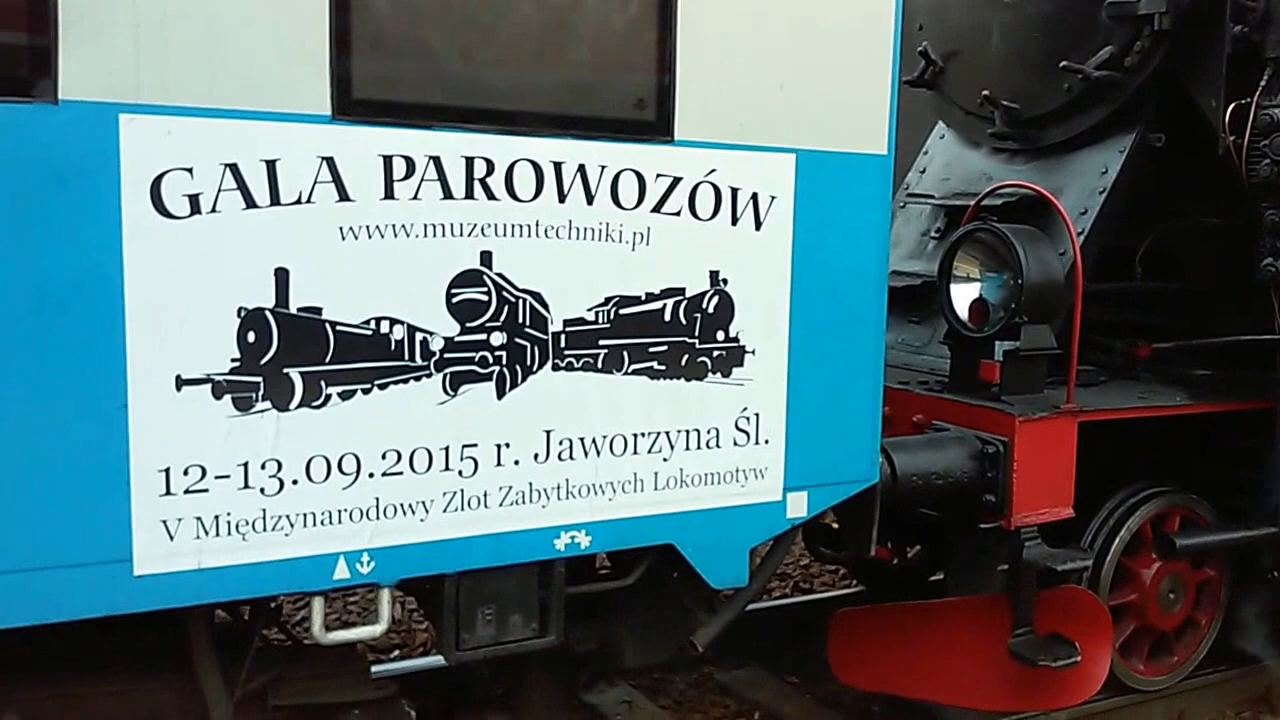 GALA PAROWOZÓW
www.muzeumtechniki.pl
12-13.09.2015 r. Jaworzyna Śl.
V Międzynarodowy Zlot Zabytkowych Lokomotyw